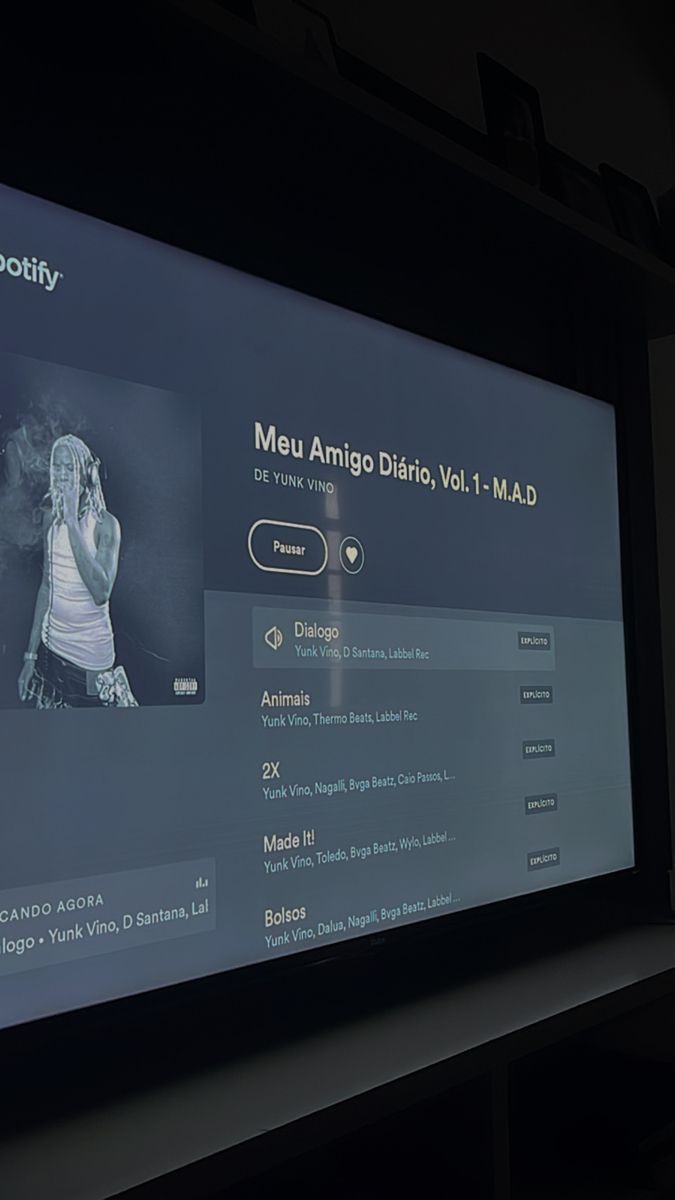 potify
Meu Amigo Diário, Vol. 1 - M.A.D
DE YUNK VINO
Pausar
Dialogo
EXPLÍCITO
Yunk Vino, D Santana, Labbel Rec
Animais
EXPLÍCITO
Yunk Vino, Thermo Beats, Labbel Rec
2X
EXPLÍCITO
Yunk Vino, Nagalli, Bvga Beatz, Caio Passos, L...
Made It!
EXPLÍCITO
Yunk Vino, Toledo, Bvga Beatz, Wylo, Labbel ...
Bolsos
EXPLÍCITO
Yunk Vino, Dalua, Nagalli, Bvga Beatz, Labbel ...
CANDO AGORA
logo • Yunk Vino, D Santana, Lab